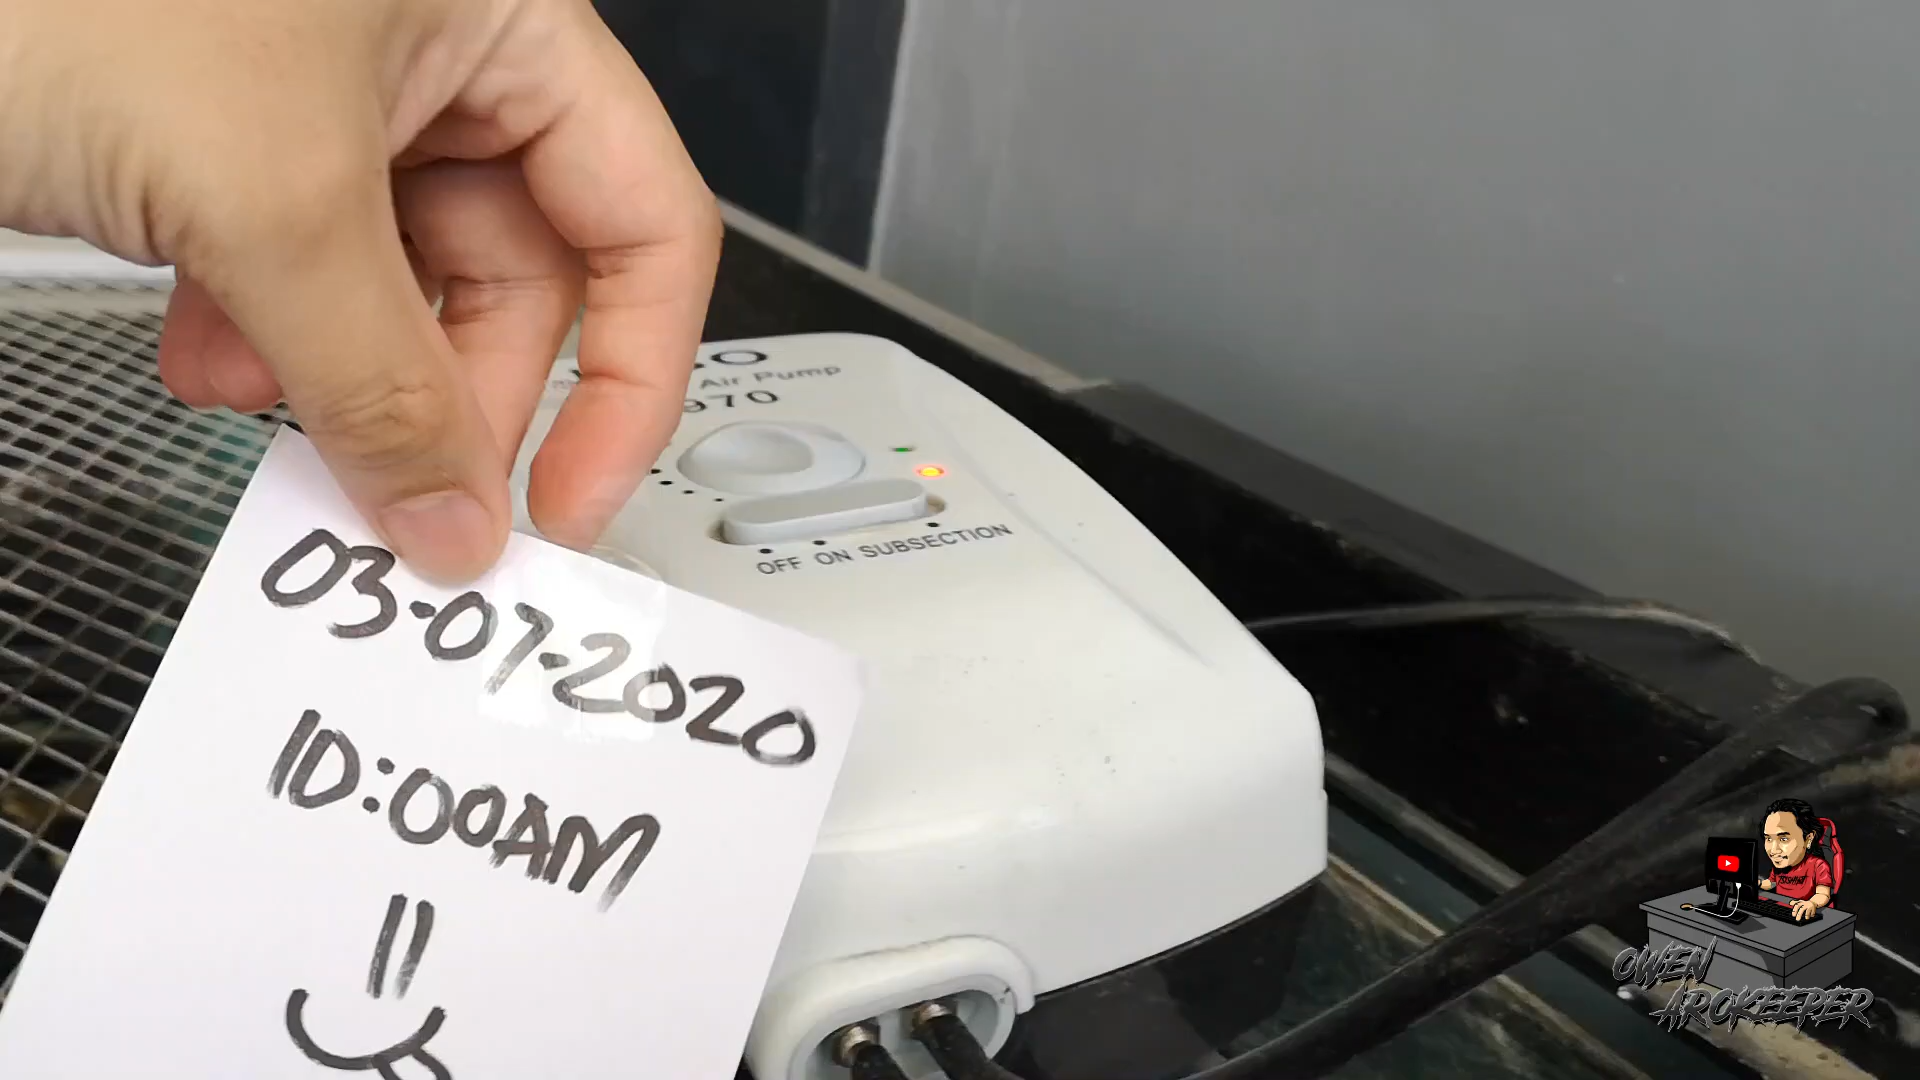 Air Pump
970
OFF ON SUBSECTION
03-07-2020
10:00AM
OWEN
AROKEEPER